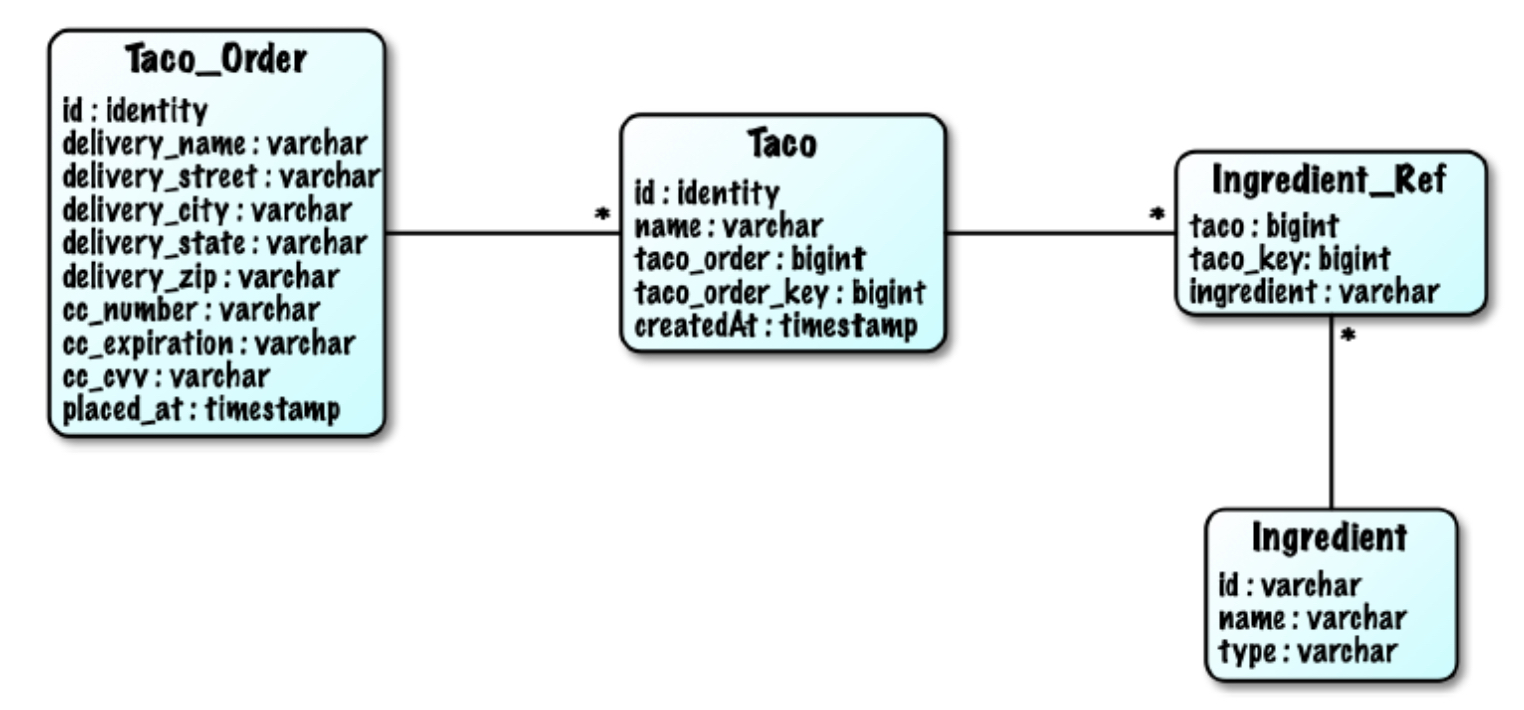 Taco_Order
id : identity
delivery_name : varchar
delivery_street : varchar
delivery_city : varchar
delivery_state : varchar
delivery_zip : varchar
cc_number : varchar
cc_expiration : varchar
cc_cvv : varchar
placed_at : timestamp
*
Taco
id : identity
name : varchar
taco_order : bigint
taco_order_key : bigint
createdAt : timestamp
*
Ingredient_Ref
taco : bigint
taco_key: bigint
ingredient : varchar
*
Ingredient
id : varchar
name : varchar
type : varchar